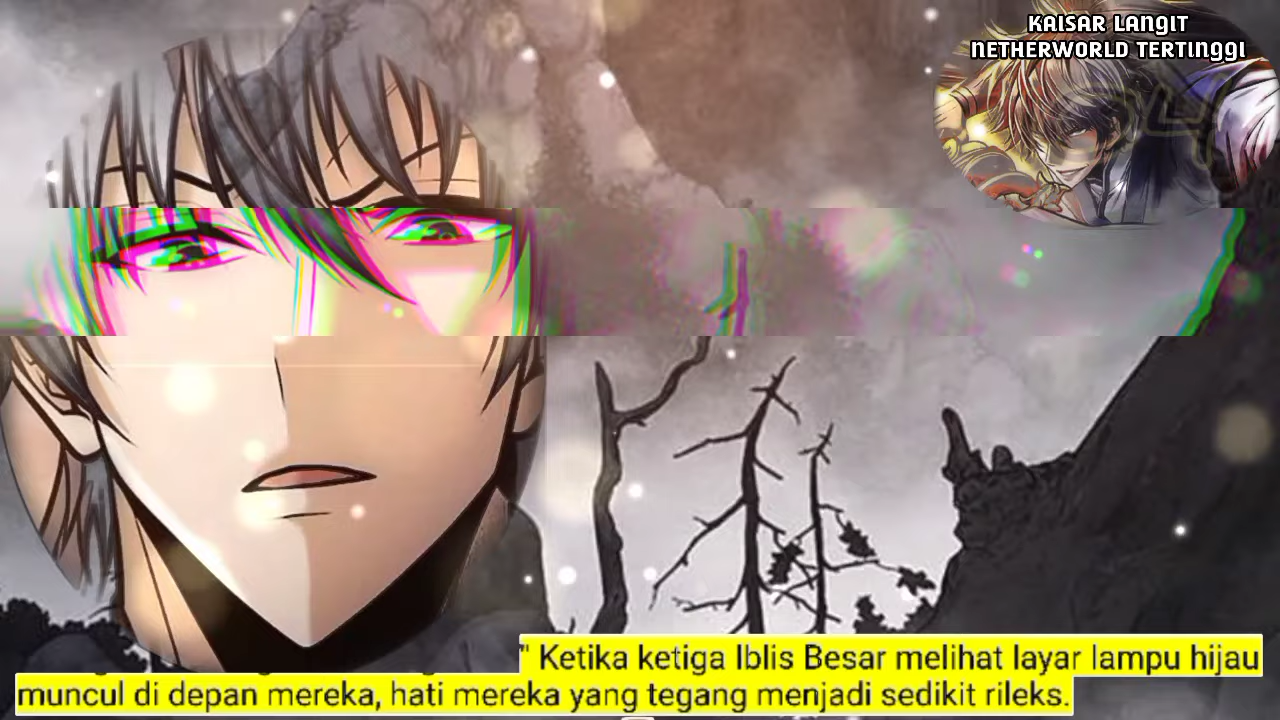 KAISAR LANGIT
NETHERWORLD TERTINGGI
" Ketika ketiga Iblis Besar melihat layar lampu hijau
muncul di depan mereka, hati mereka yang tegang menjadi sedikit rileks.